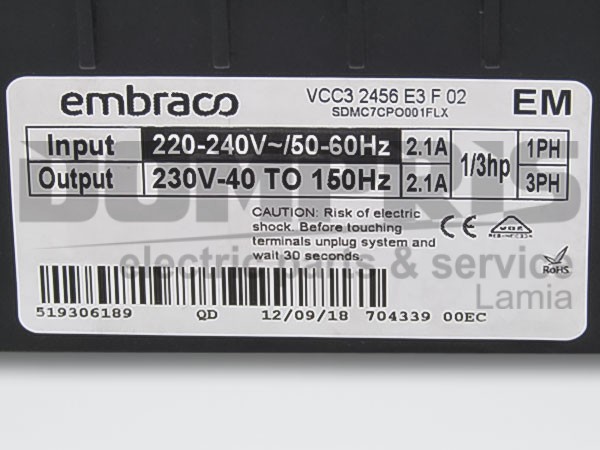 embraco VCC3 2456 E3 F 02 EM
SDMC7CPO001FLX
Input 220-240V~/50-60Hz 2.1A 1/3hp 1PH
Output 230V-40 TO 150Hz 2.1A 3PH
CAUTION: Risk of electric
shock. Before touching
terminals unplug system and
wait 30 seconds.
CE VDE
RoHS
electric parts & service
Lamia
519306189 QD 12/09/18 704339 00EC